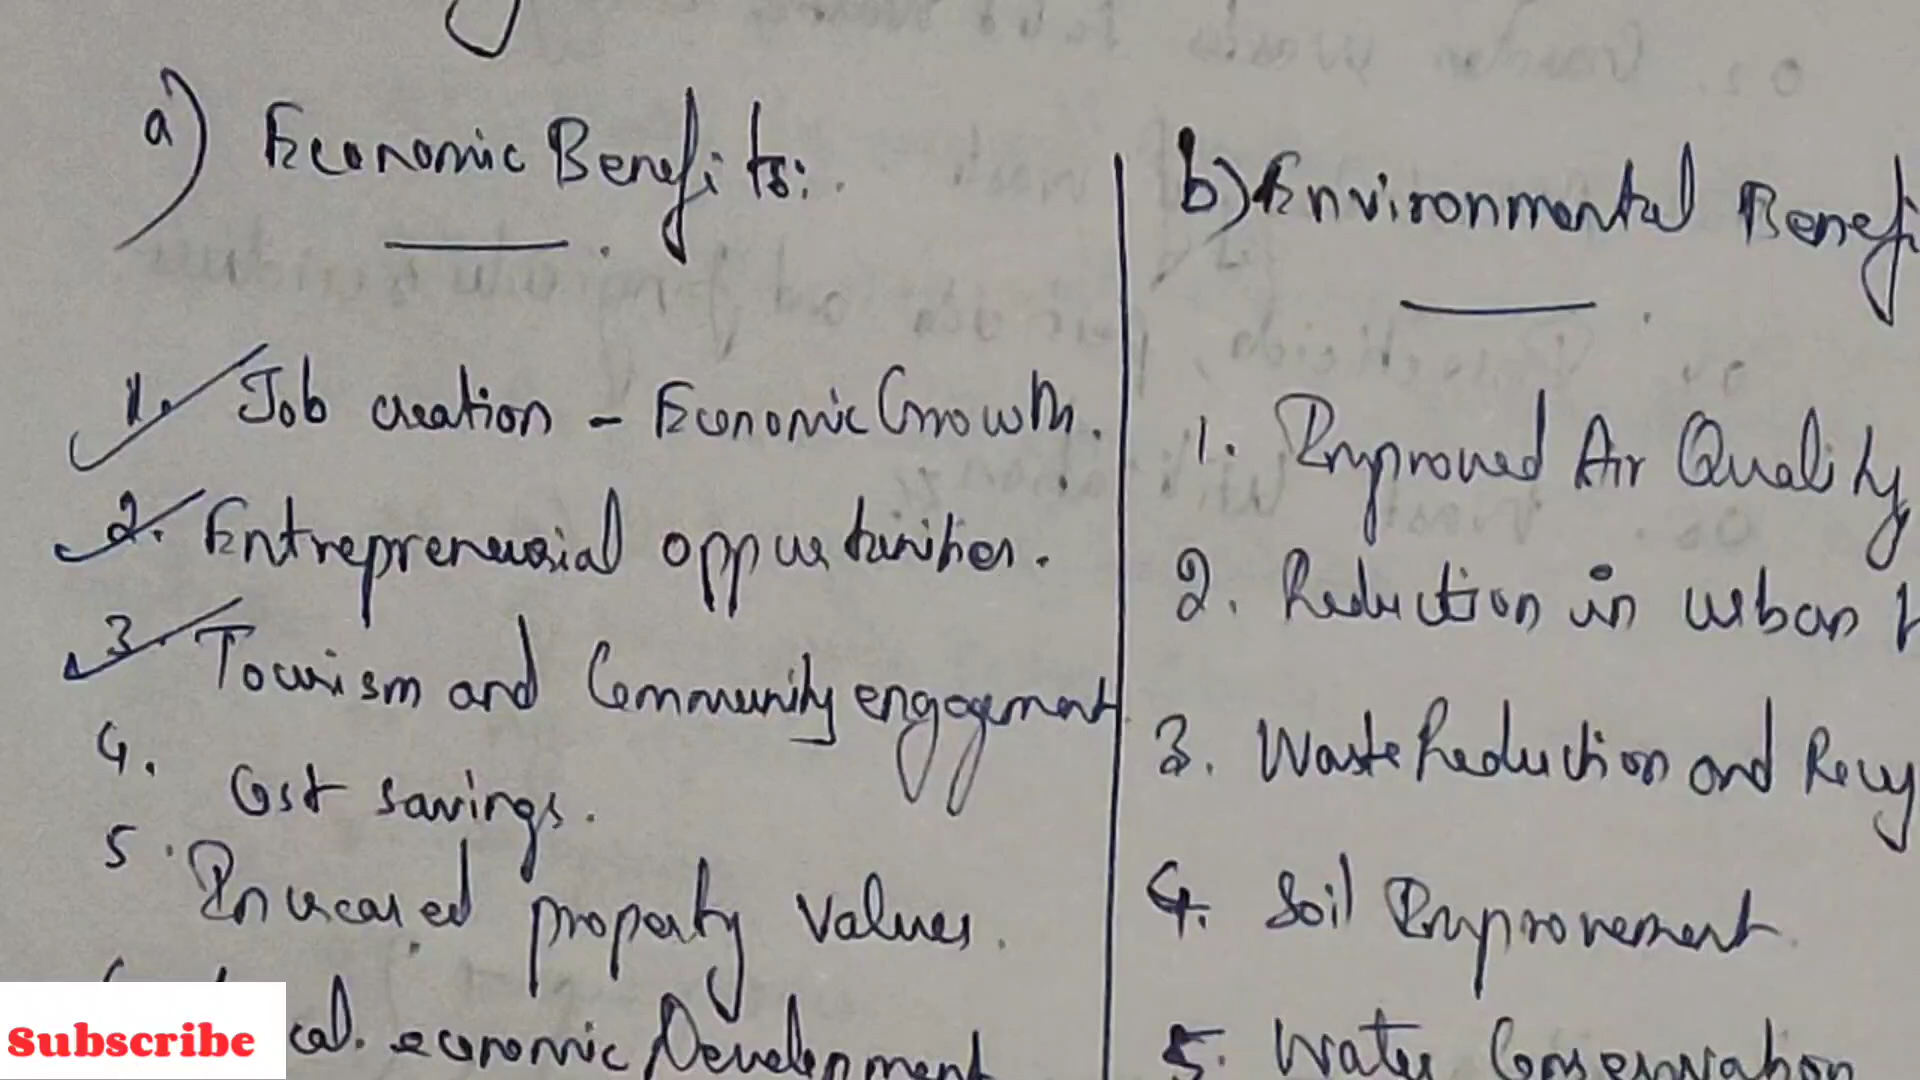 a) Economic Benefits:
1. Job creation - Economic Growth.
2. Entrepreneurial opportunities.
3. Tourism and Community engagement
4. Cost savings.
5. Increased property values.
economic Development
b) Environmental
1. Improved Air Quality
2. Reduction in urban
3. Waste Reduction and
4. Soil Improvement
5. Water Conservation
Subscribe